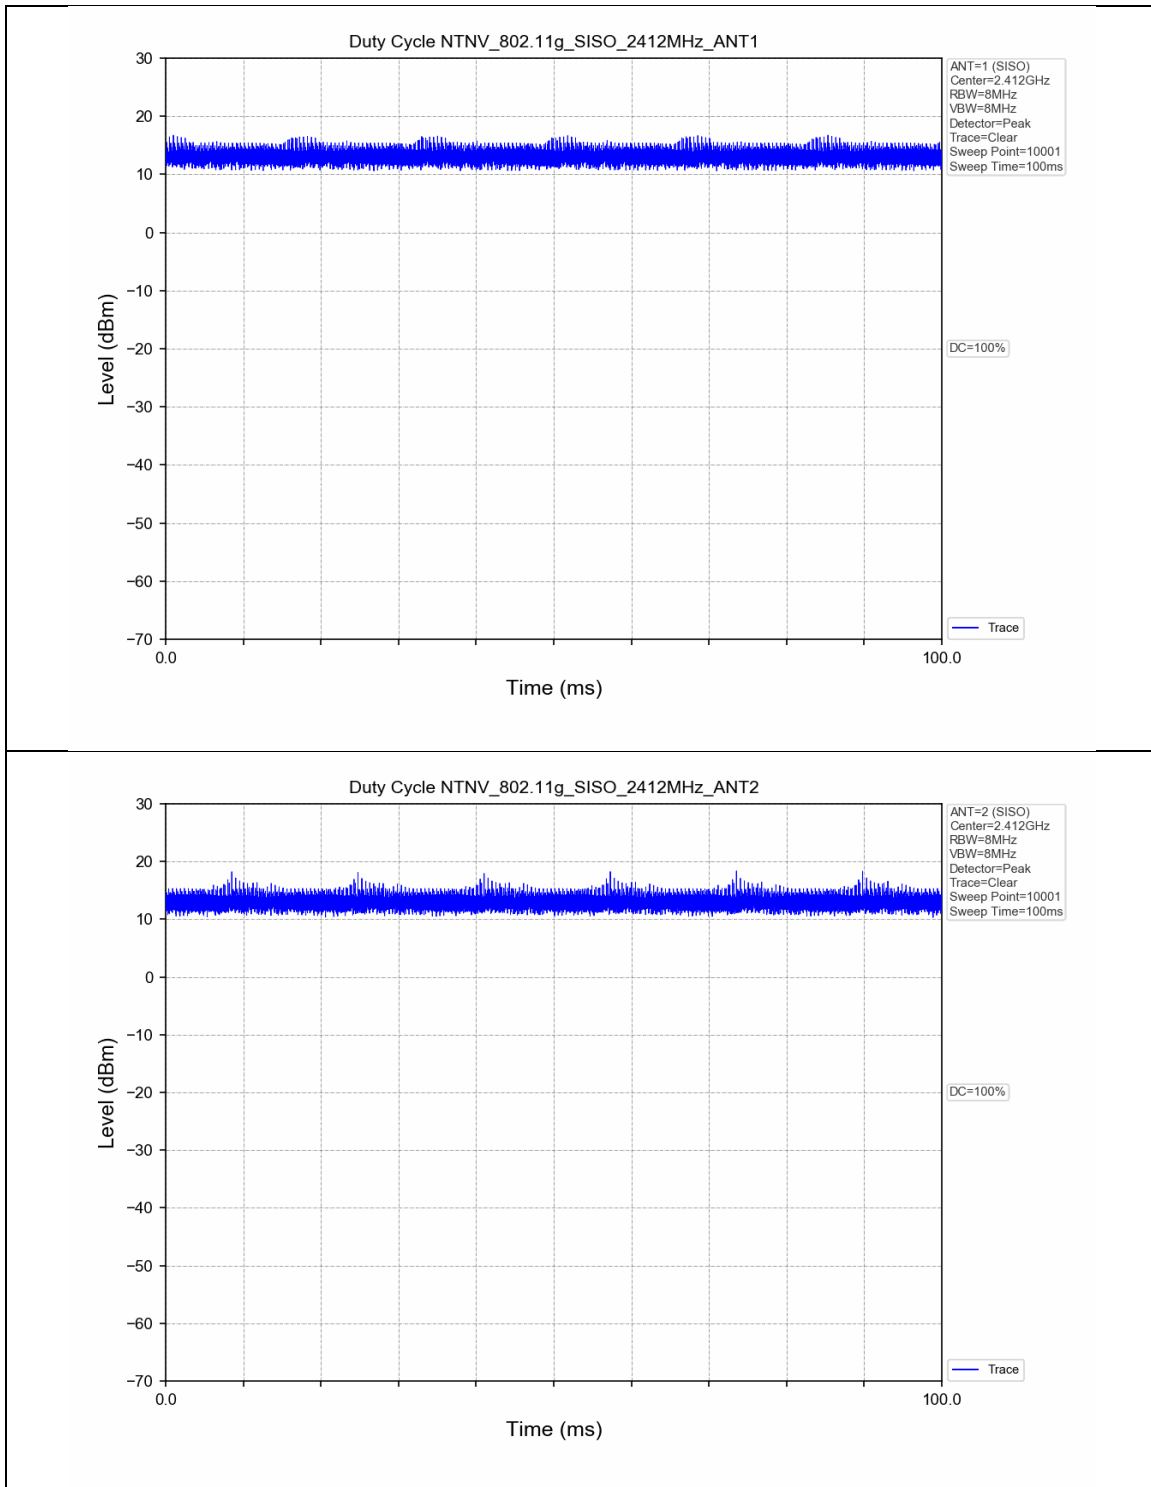 Duty Cycle NTNV_802.11g_SISO_2412MHz_ANT1
30
20
10
0
−10
−20
−30
−40
−50
−60
−70
Level (dBm)
0.0
100.0
Time (ms)
ANT=1 (SISO)
Center=2.412GHz
RBW=8MHz
VBW=8MHz
Detector=Peak
Trace=Clear
Sweep Point=10001
Sweep Time=100ms
DC=100%
Trace
Duty Cycle NTNV_802.11g_SISO_2412MHz_ANT2
30
20
10
0
−10
−20
−30
−40
−50
−60
−70
Level (dBm)
0.0
100.0
Time (ms)
ANT=2 (SISO)
Center=2.412GHz
RBW=8MHz
VBW=8MHz
Detector=Peak
Trace=Clear
Sweep Point=10001
Sweep Time=100ms
DC=100%
Trace